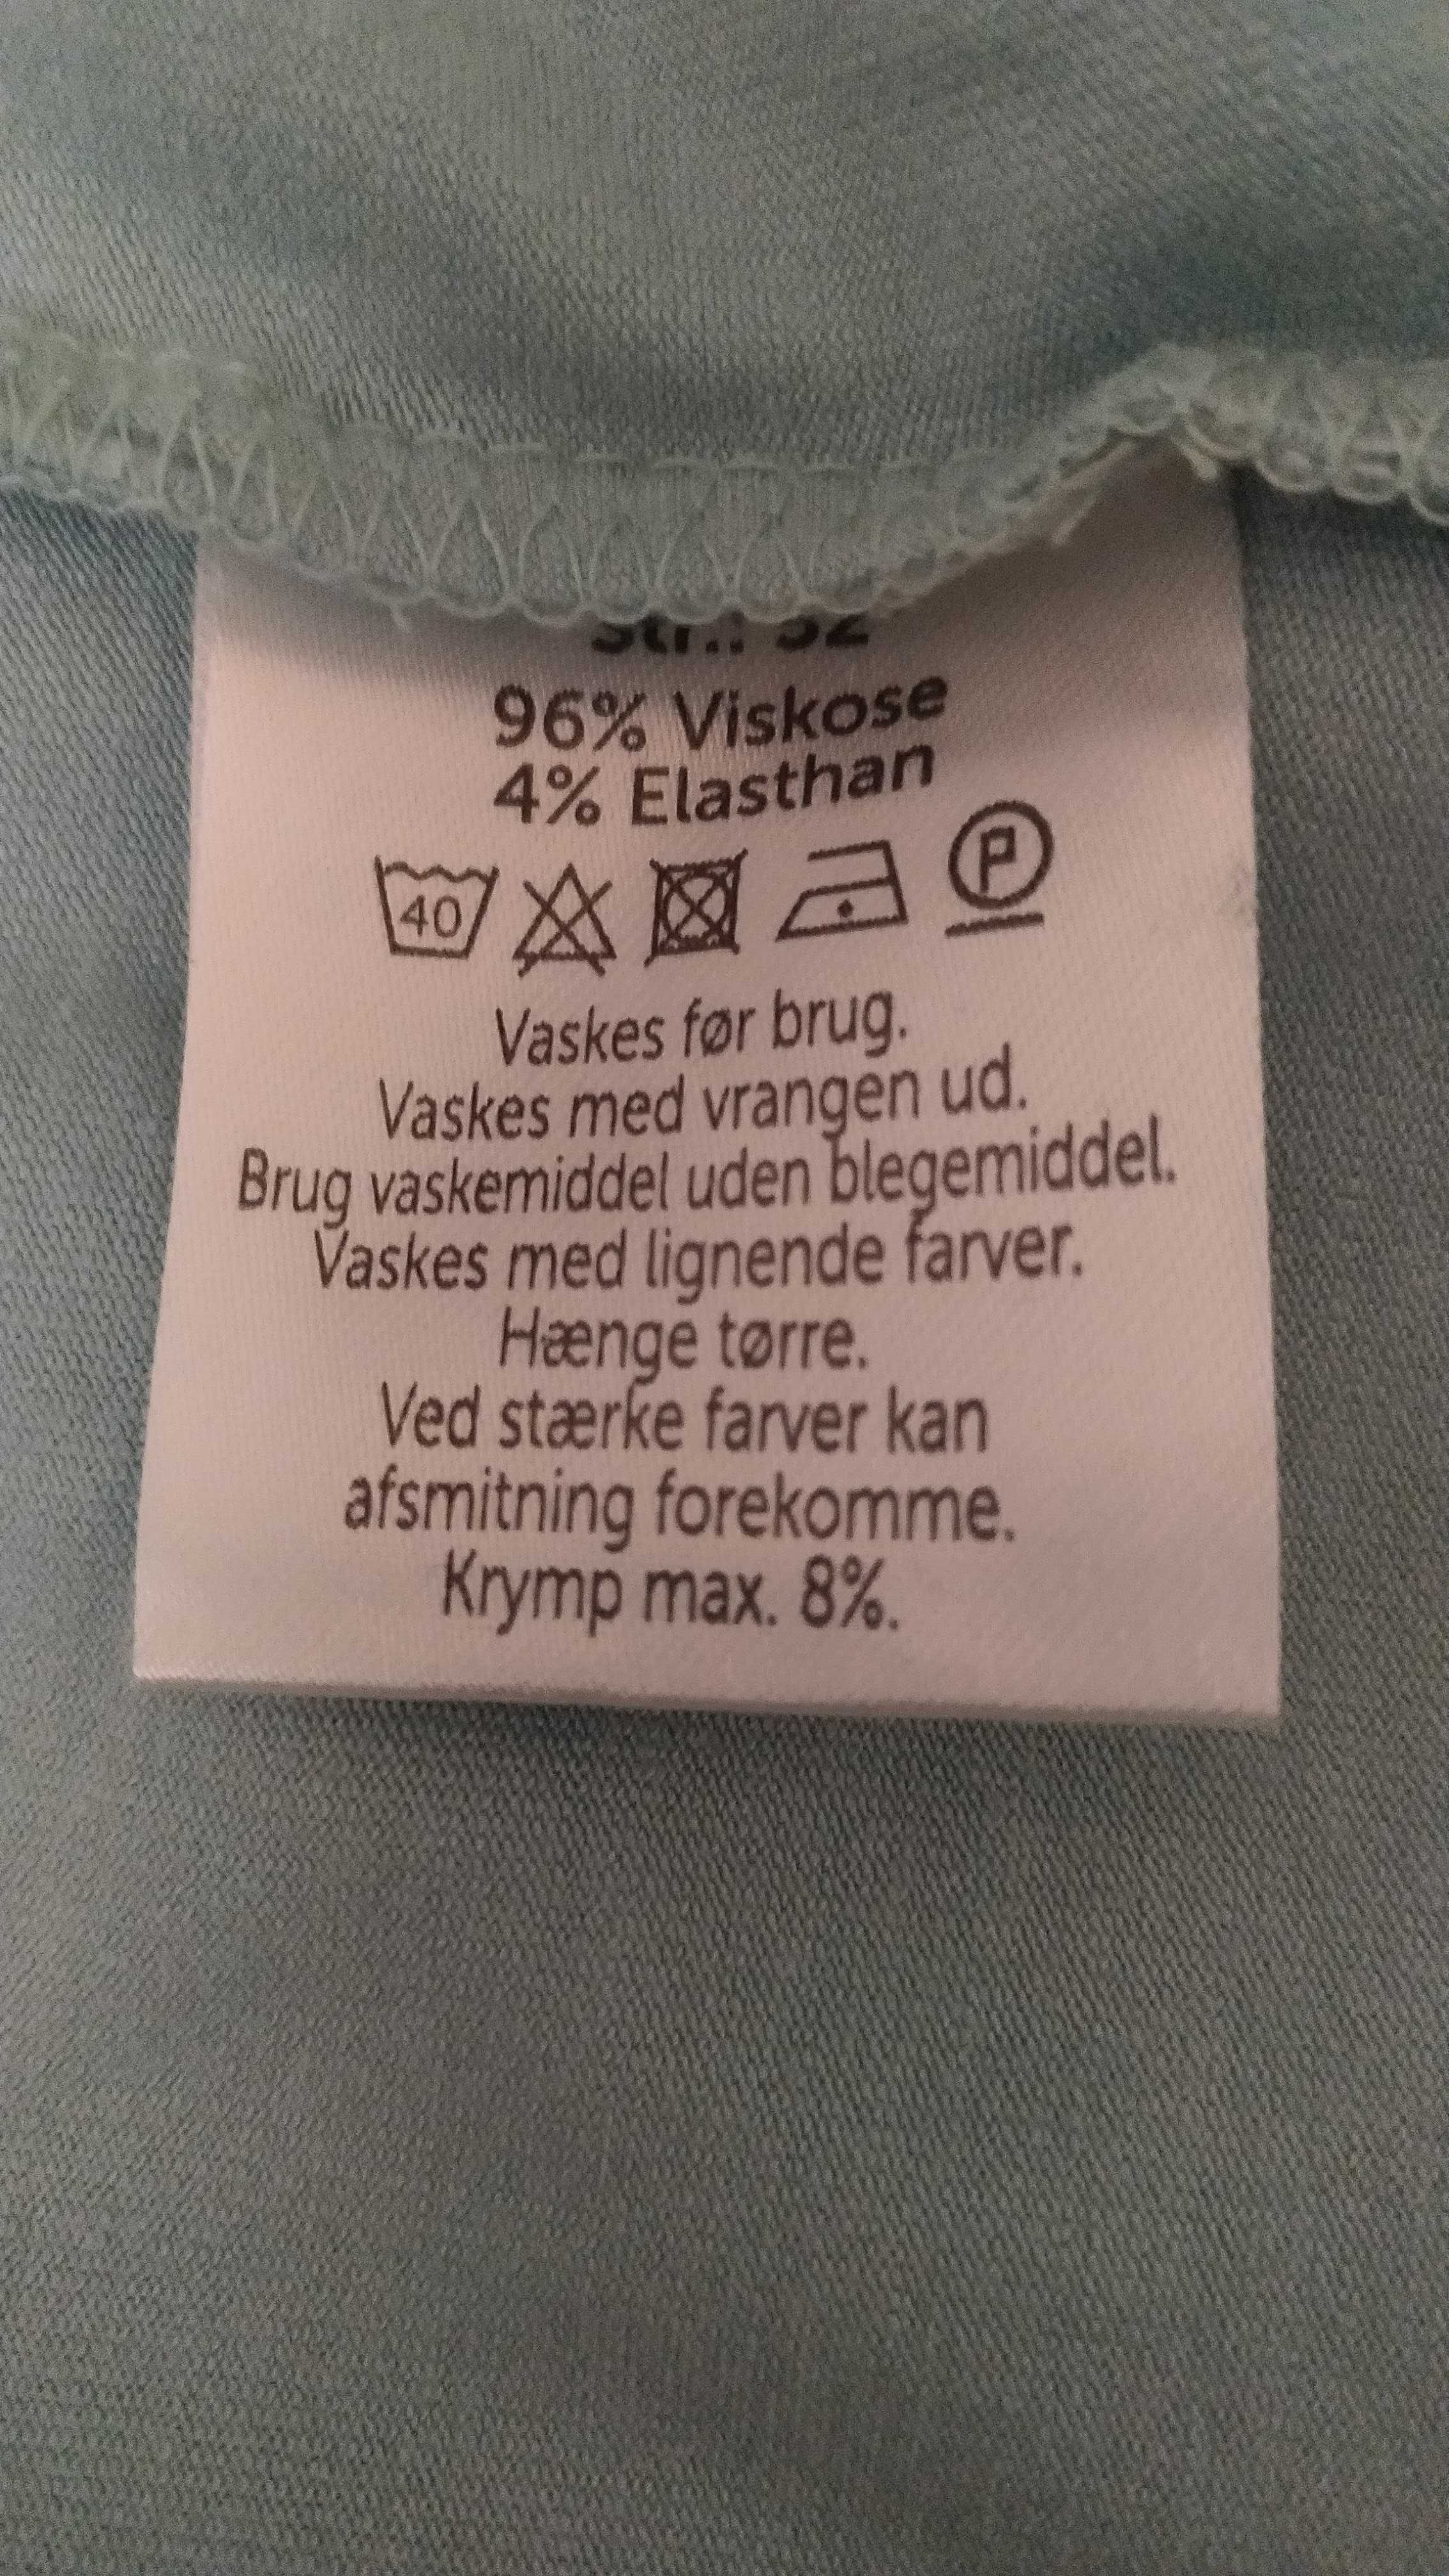 Str.:
96% Viskose
4% Elasthan
40 P
Vaskes før brug.
Vaskes med vrangen ud.
Brug vaskemiddel uden blegemiddel.
Vaskes med lignende farver.
Hænge tørre.
Ved stærke farver kan
afsmitning forekomme.
Krymp max. 8%.